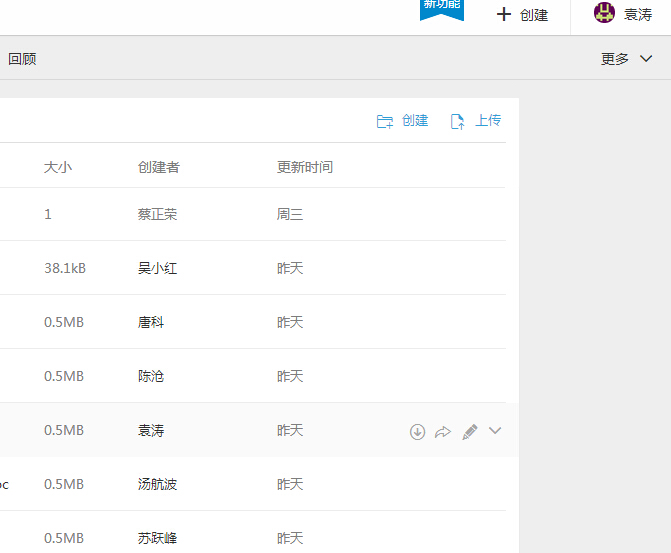 新功能
创建 袁涛
回顾 更多
创建 上传
大小 创建者 更新时间
1 蔡正荣 周三
38.1kB 吴小红 昨天
0.5MB 唐科 昨天
0.5MB 陈沧 昨天
0.5MB 袁涛 昨天
oc 0.5MB 汤航波 昨天
0.5MB 苏跃峰 昨天